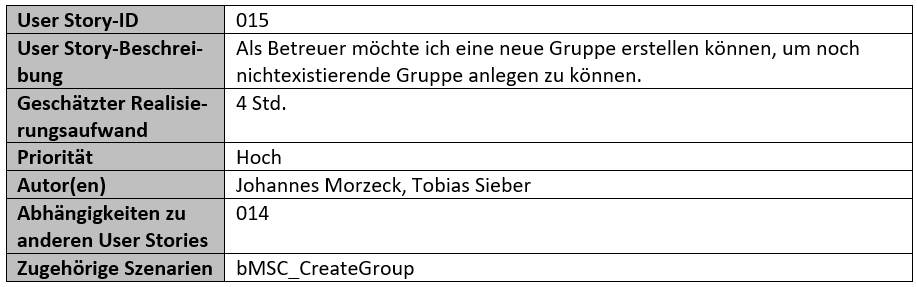 User Story-ID 015
User Story-Beschrei- Als Betreuer möchte ich eine neue Gruppe erstellen können, um noch
bung nichtexistierende Gruppe anlegen zu können.
Geschätzter Realisie- 4 Std.
rungsaufwand
Priorität Hoch
Autor(en) Johannes Morzeck, Tobias Sieber
Abhängigkeiten zu 014
anderen User Stories
Zugehörige Szenarien bMSC_CreateGroup